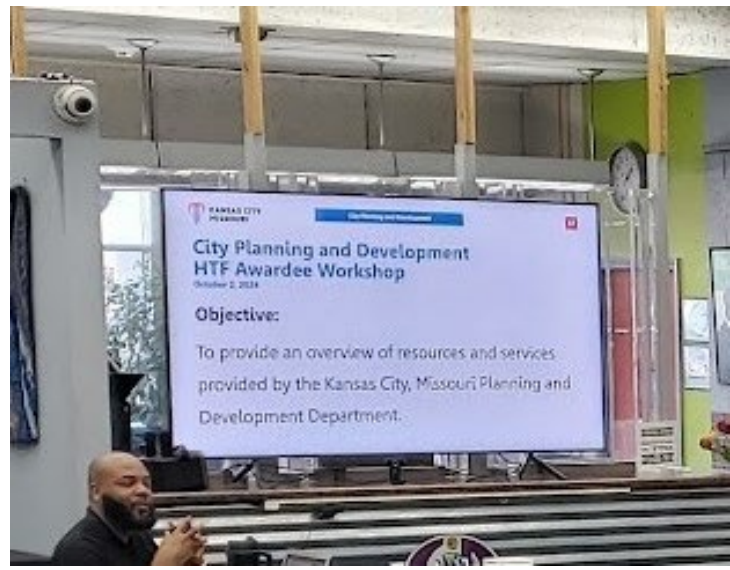 KANSAS CITY
MISSOURI
City Planning and Development
City Planning and Development
HTF Awardee Workshop
October 2, 2024
Objective:
To provide an overview of resources and services
provided by the Kansas City, Missouri Planning and
Development Department.